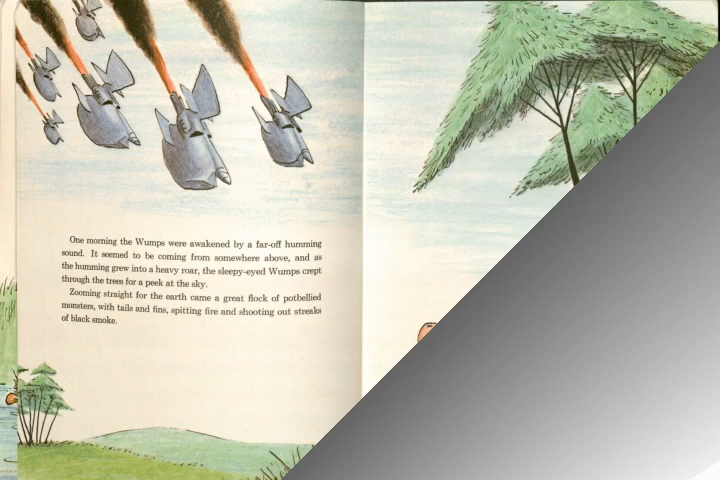 One morning the Wumps were awakened by a far-off humming
sound. It seemed to be coming from somewhere above, and as
the humming grew into a heavy roar, the sleepy-eyed Wumps crept
through the trees for a peek at the sky.
Zooming straight for the earth came a great flock of potbellied
monsters, with tails and fins, spitting fire and shooting out streaks
of black smoke.